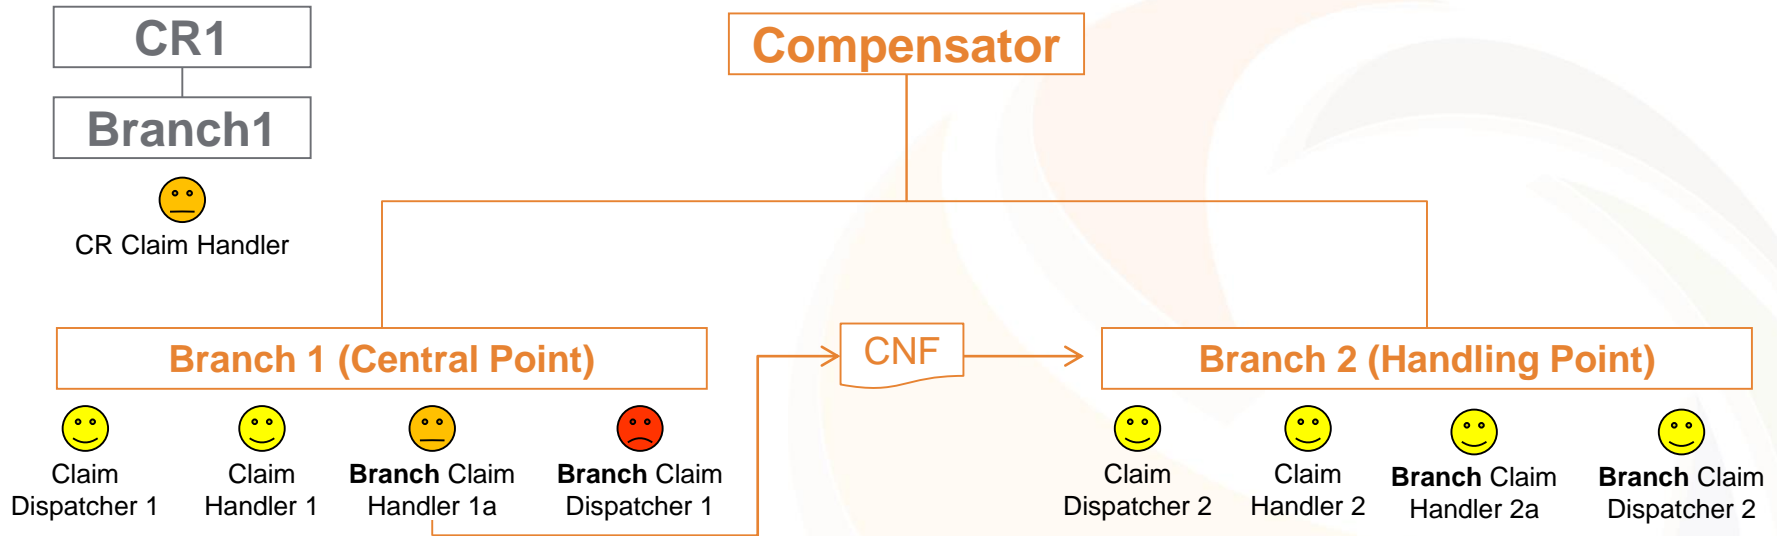 CR1
Compensator
Branch1
CR Claim Handler
Branch 1 (Central Point)
CNF
Branch 2 (Handling Point)
Claim
Dispatcher 1
Claim
Handler 1
Branch Claim
Handler 1a
Branch Claim
Dispatcher 1
Claim
Dispatcher 2
Claim
Handler 2
Branch Claim
Handler 2a
Branch Claim
Dispatcher 2